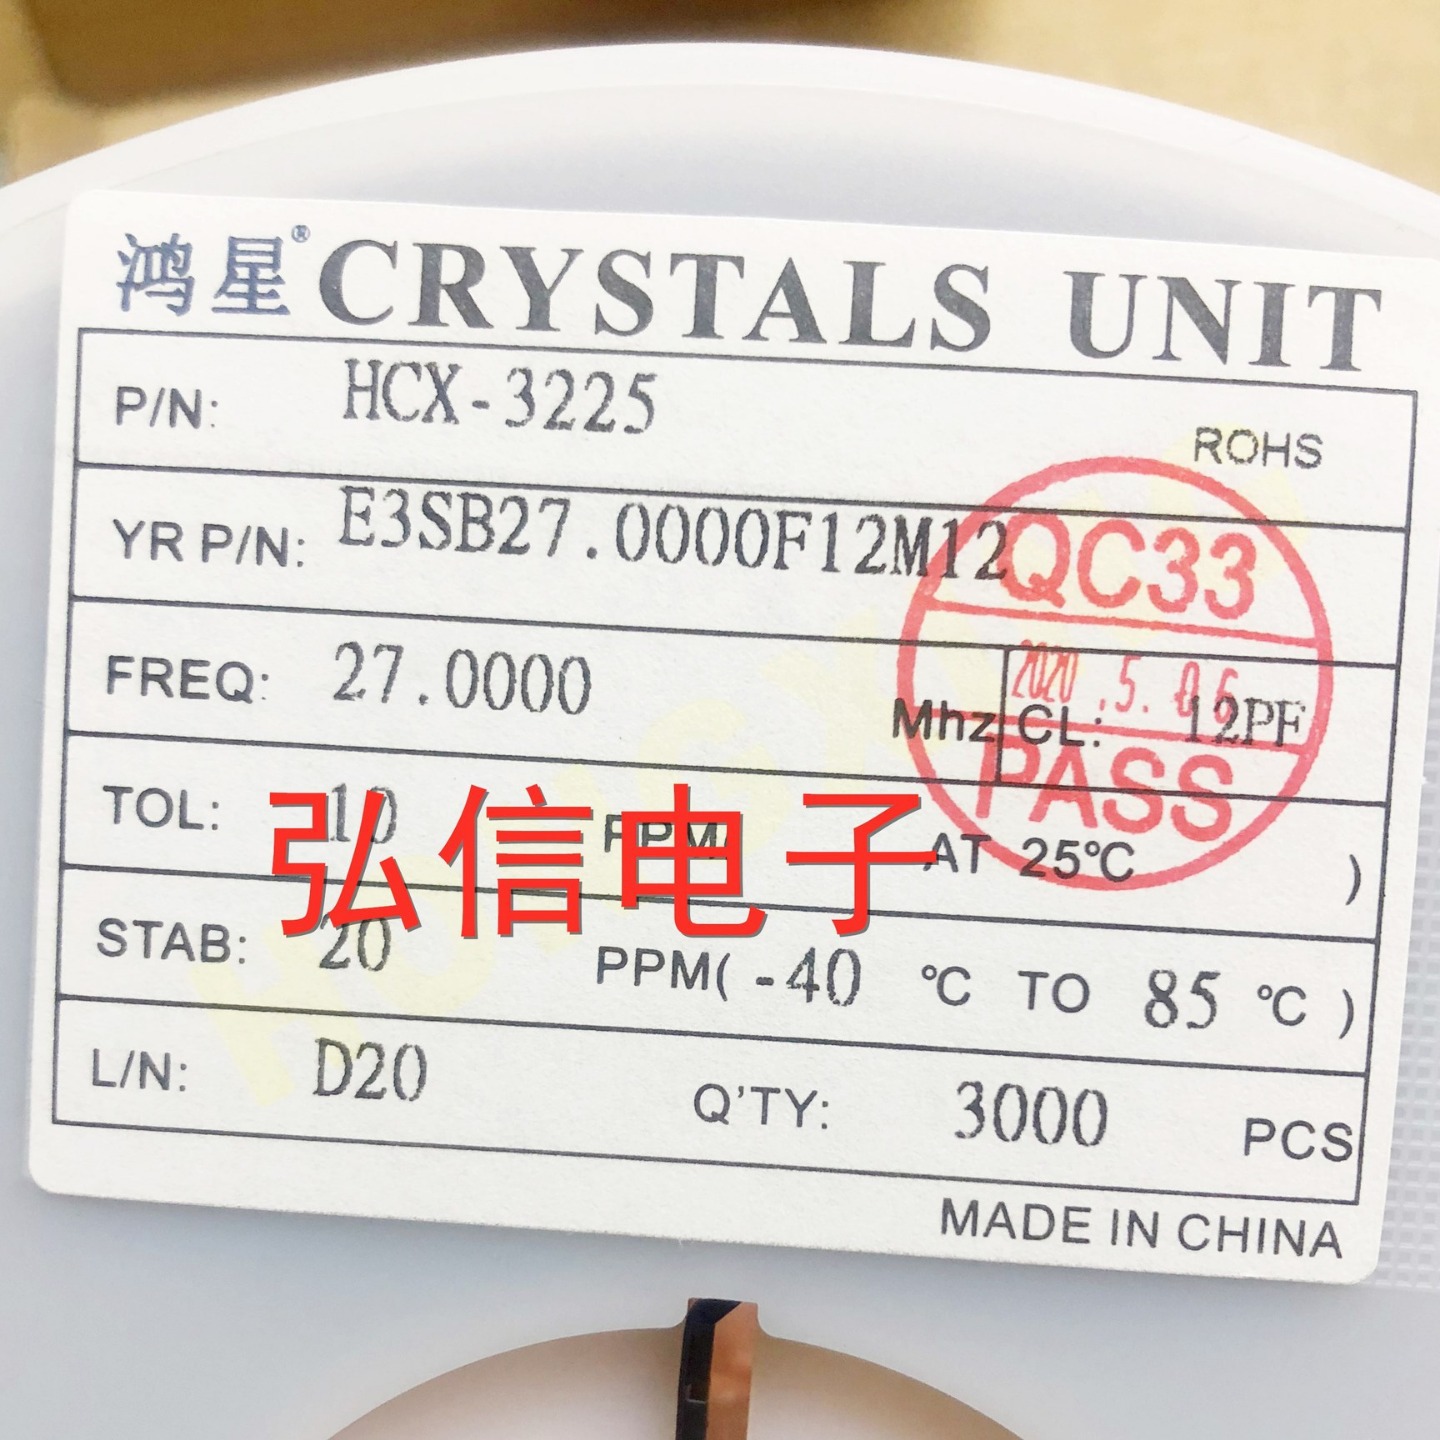 鸿星® CRYSTALS UNIT
P/N: HCX-3225 ROHS
YR P/N: E3SB27.0000F12M12
QC33
2020.5.06
PASS
FREQ: 27.0000 Mhz CL: 12PF
TOL: 10 PPM AT 25℃ )
弘信电子
STAB: 20 PPM( -40 ℃ TO 85 ℃ )
L/N: D20 Q'TY: 3000 PCS
MADE IN CHINA